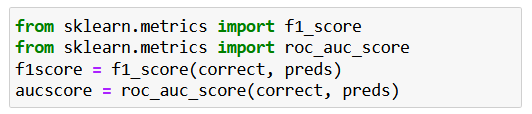 from sklearn.metrics import f1_score
from sklearn.metrics import roc_auc_score
f1score = f1_score(correct, preds)
aucscore = roc_auc_score(correct, preds)